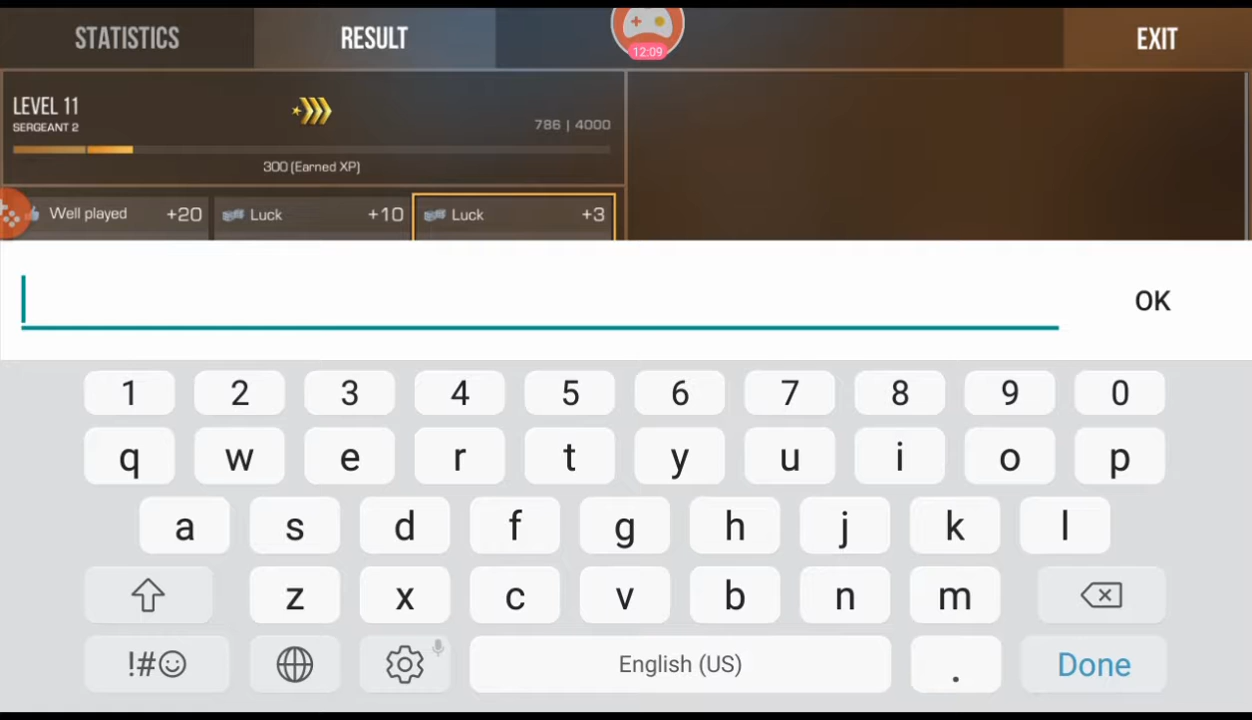 STATISTICS RESULT EXIT
12:09
LEVEL 11
SERGEANT 2
786 | 4000
300 (Earned XP)
Well played +20 Luck +10 Luck +3
OK
1 2 3 4 5 6 7 8 9 0
q w e r t y u i o p
a s d f g h j k l
z x c v b n m
!#☺ English (US) . Done